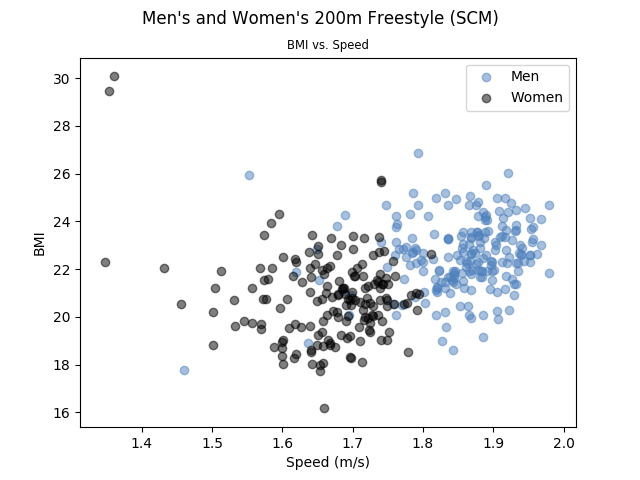 Men's and Women's 200m Freestyle (SCM)
BMI vs. Speed
Men
Women
30
28
26
24
22
20
18
16
BMI
1.4 1.5 1.6 1.7 1.8 1.9 2.0
Speed (m/s)